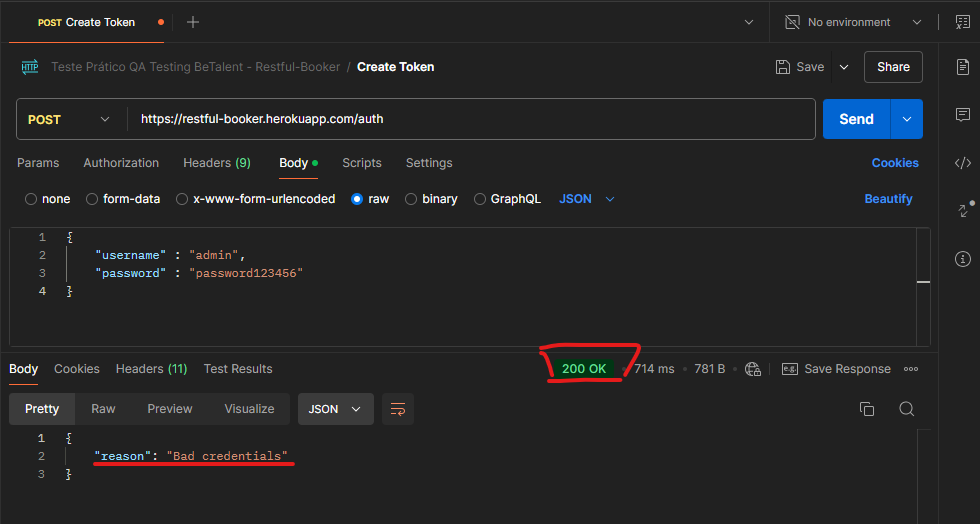 POST Create Token
No environment
HTTP Teste Prático QA Testing BeTalent - Restful-Booker / Create Token
Save
Share
POST
https://restful-booker.herokuapp.com/auth
Send
Params Authorization Headers (9) Body Scripts Settings Cookies
none form-data x-www-form-urlencoded raw binary GraphQL JSON Beautify
1 {
2 "username" : "admin",
3 "password" : "password123456"
4 }
Body Cookies Headers (11) Test Results 200 OK • 714 ms • 781 B • e.g. Save Response
Pretty Raw Preview Visualize JSON
1 {
2 "reason": "Bad credentials"
3 }